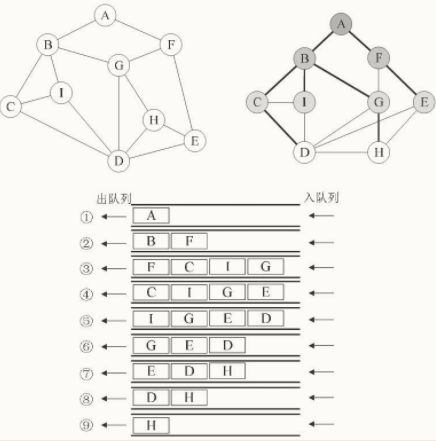 A
B
F
G
I
C
H
E
D
A
B
F
C
I
G
E
D
H
出队列 入队列
① A
② B F
③ F C I G
④ C I G E
⑤ I G E D
⑥ G E D
⑦ E D H
⑧ D H
⑨ H